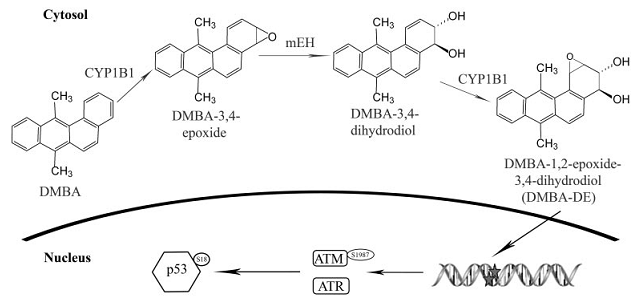 Cytosol
CH₃
CH₃
DMBA
CYP1B1
CH₃
O
CH₃
DMBA-3,4-
epoxide
mEH
CH₃
OH
OH
CH₃
DMBA-3,4-
dihydrodiol
CYP1B1
CH₃
O
OH
OH
CH₃
DMBA-1,2-epoxide-
3,4-dihydrodiol
(DMBA-DE)
Nucleus
p53
S18
ATM
S1987
ATR